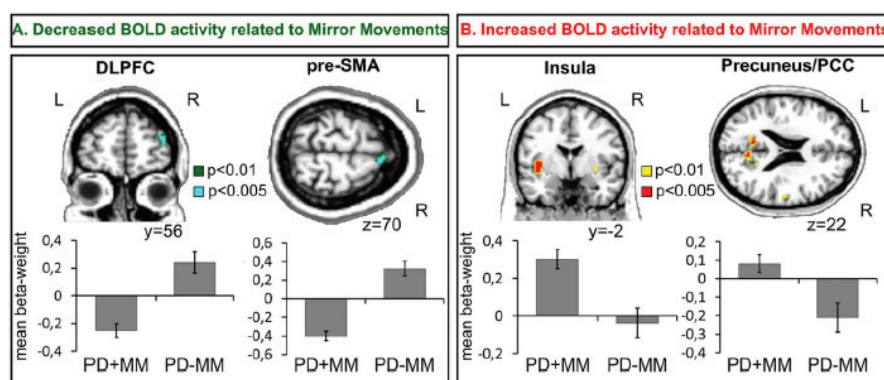 A. Decreased BOLD activity related to Mirror Movements
B. Increased BOLD activity related to Mirror Movements
DLPFC
pre-SMA
L
R
L
R
p<0.01
p<0.005
y=56
z=70
mean beta-weight
0,4
0,2
0
-0.2
-0,4
PD+MM
PD-MM
0,6
0,4
0,2
0
-0,2
-0.4
-0.6
PD+MM
PD-MM
Insula
Precuneus/PCC
L
R
L
R
p<0.01
p<0.005
y=-2
z=22
mean beta-weight
0,4
0,2
0
-0,2
PD+MM
PD-MM
0,2
0,1
0
-0,1
-0,2
-0.3
-0.4
PD+MM
PD-MM